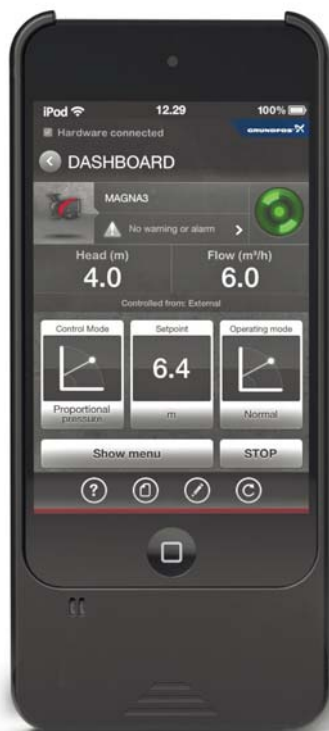 iPod 12.29 100%
Hardware connected GRUNDFOS
DASHBOARD
MAGNA3
No warning or alarm
Head (m) Flow (m³/h)
4.0 6.0
Controlled from: External
Control Mode Setpoint Operating mode
6.4
Proportional
pressure m Normal
Show menu STOP
?
C